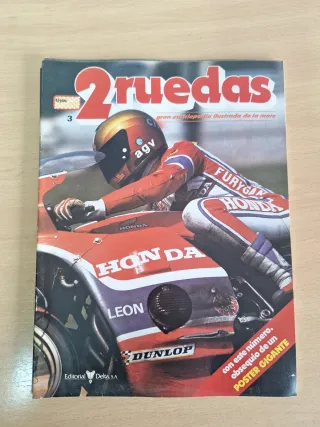 2ruedas
gran enciclopedia ilustrada de la moto
3
agv
FURYGAN
HONDA
HONDA
LEON
DUNLOP
Editorial Delta, S.A.
con este número,
obsequio de un
POSTER GIGANTE